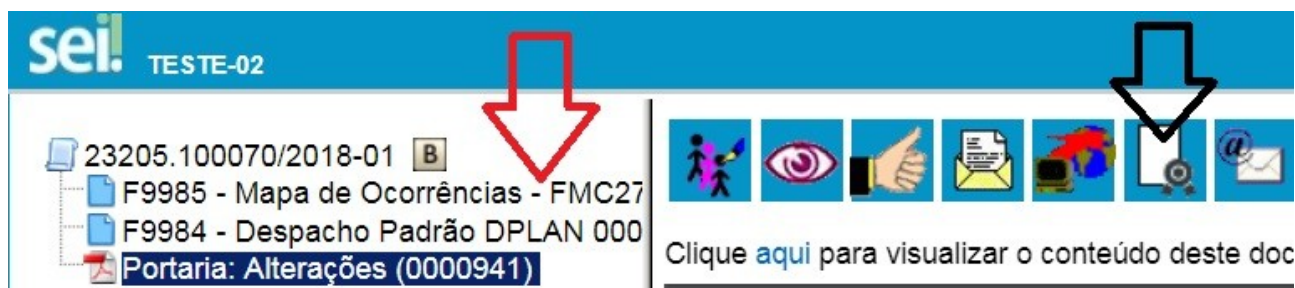 sei! TESTE-02
23205.100070/2018-01 B
F9985 - Mapa de Ocorrências - FMC27
F9984 - Despacho Padrão DPLAN 000
Portaria: Alterações (0000941)
@
Clique aqui para visualizar o conteúdo deste doc